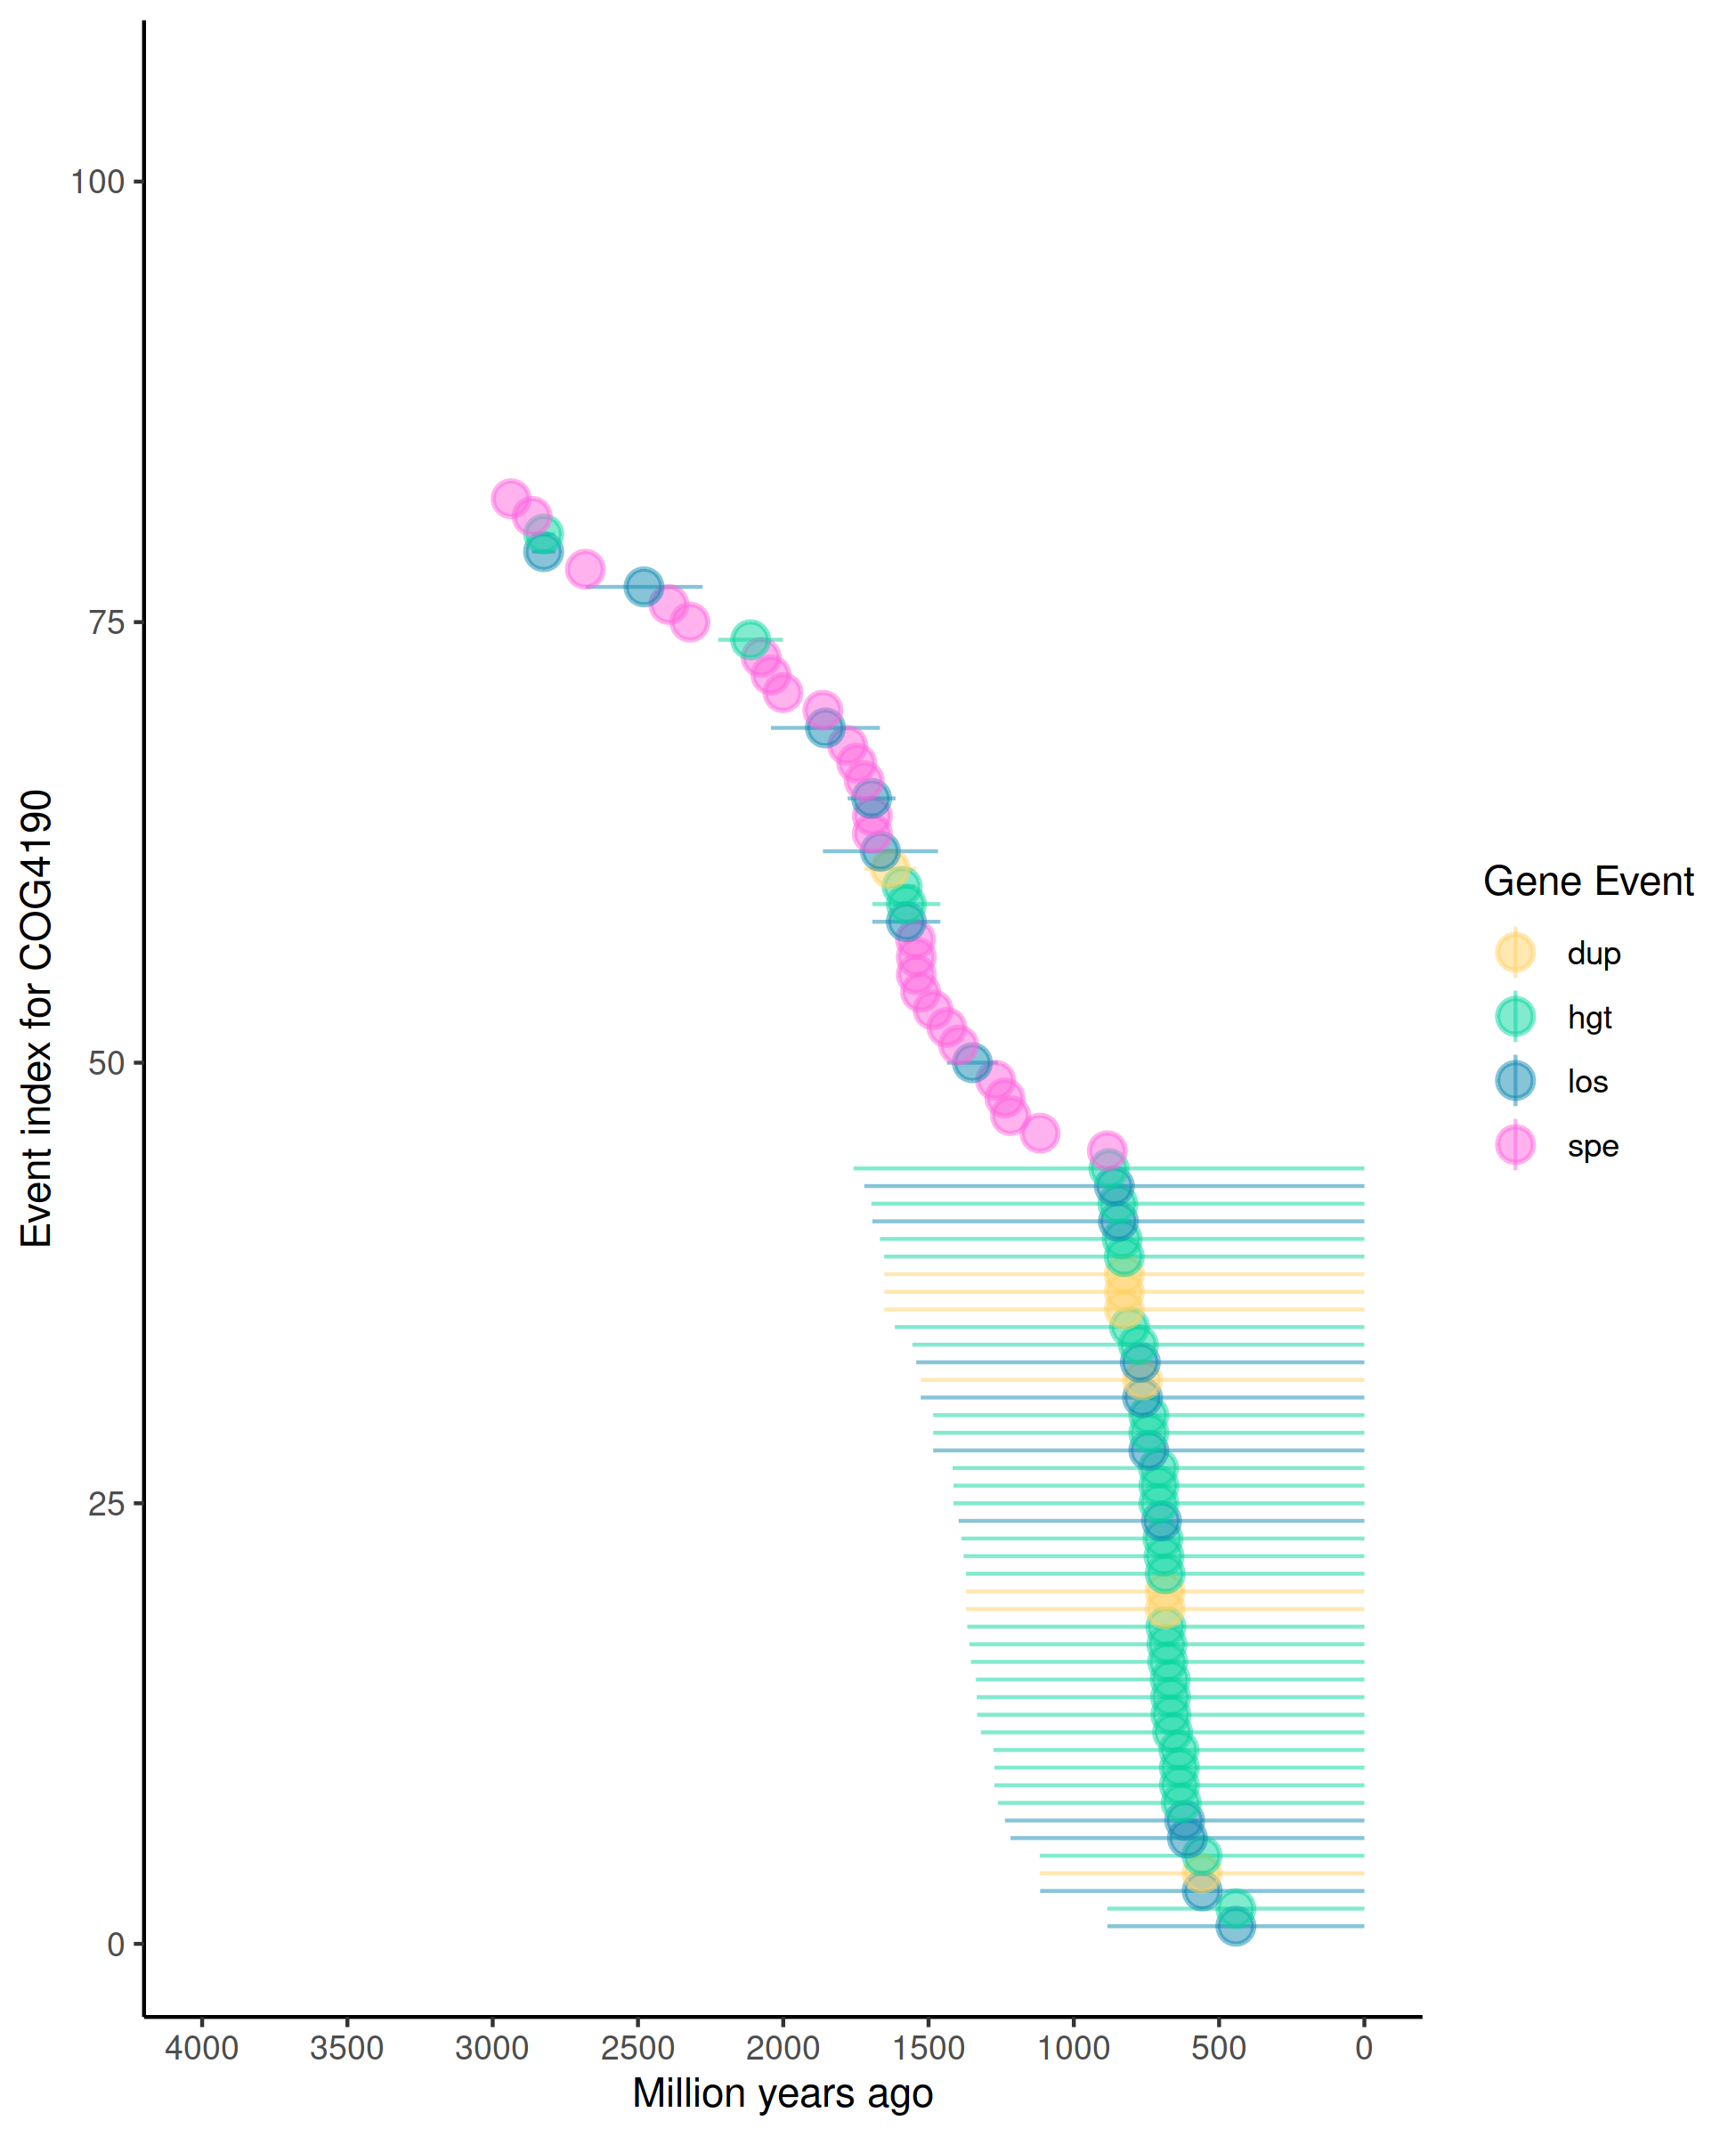 100
75
50
25
0
Event index for COG4190
4000 3500 3000 2500 2000 1500 1000 500 0
Million years ago
Gene Event
dup
hgt
los
spe